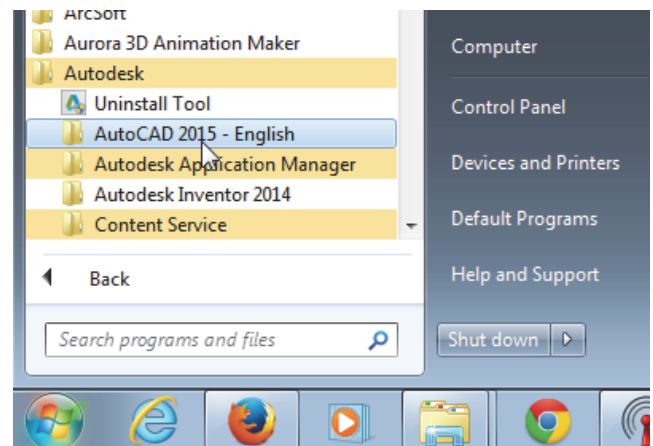 ArcSoft
Aurora 3D Animation Maker
Autodesk
Uninstall Tool
AutoCAD 2015 - English
Autodesk Application Manager
Autodesk Inventor 2014
Content Service
Back
Search programs and files
Computer
Control Panel
Devices and Printers
Default Programs
Help and Support
Shut down